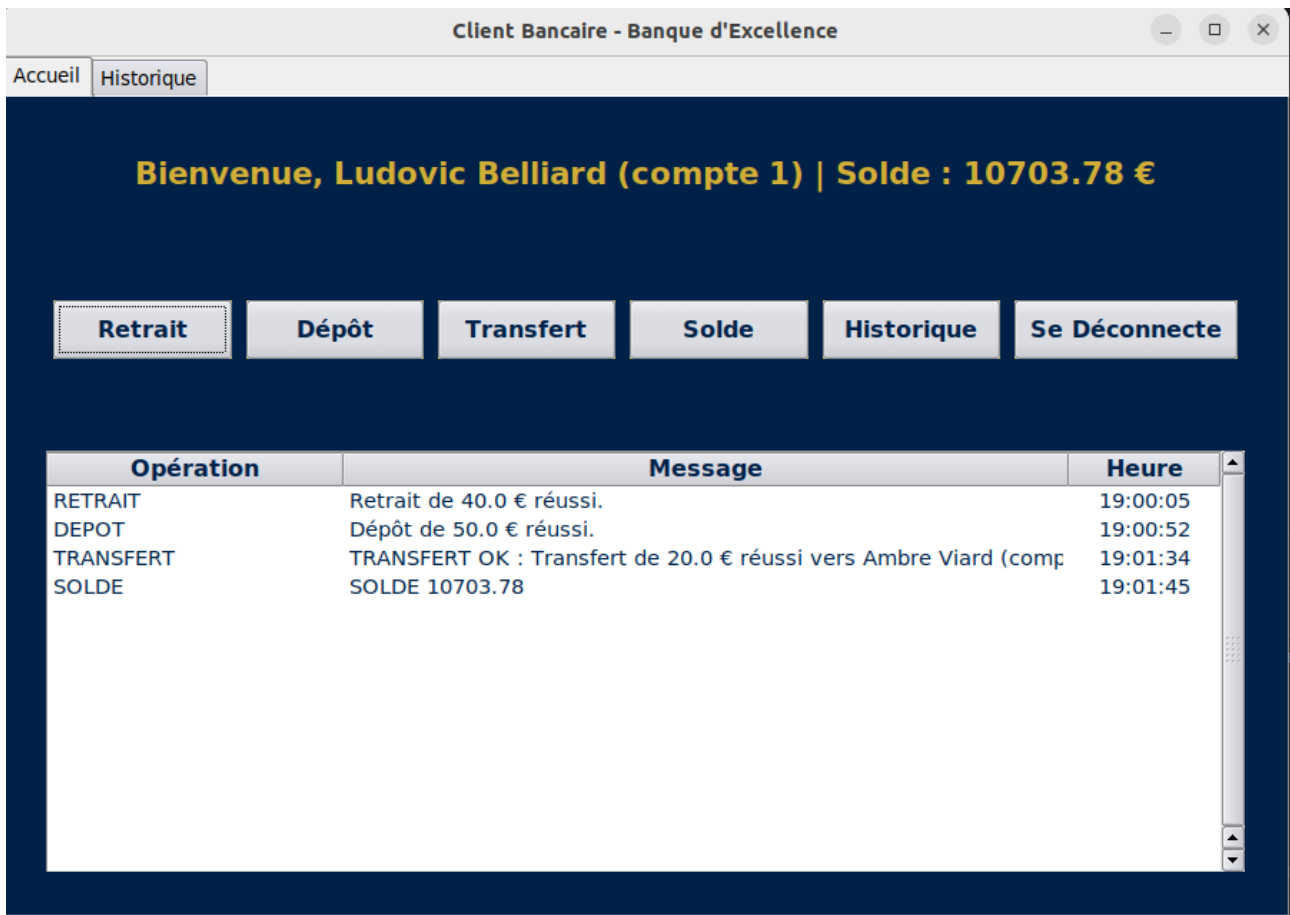 Client Bancaire - Banque d'Excellence
Accueil Historique
Bienvenue, Ludovic Belliard (compte 1) | Solde : 10703.78 €
Retrait Dépôt Transfert Solde Historique Se Déconnecte
Opération Message Heure
RETRAIT Retrait de 40.0 € réussi. 19:00:05
DEPOT Dépôt de 50.0 € réussi. 19:00:52
TRANSFERT TRANSFERT OK : Transfert de 20.0 € réussi vers Ambre Viard (comp 19:01:34
SOLDE SOLDE 10703.78 19:01:45